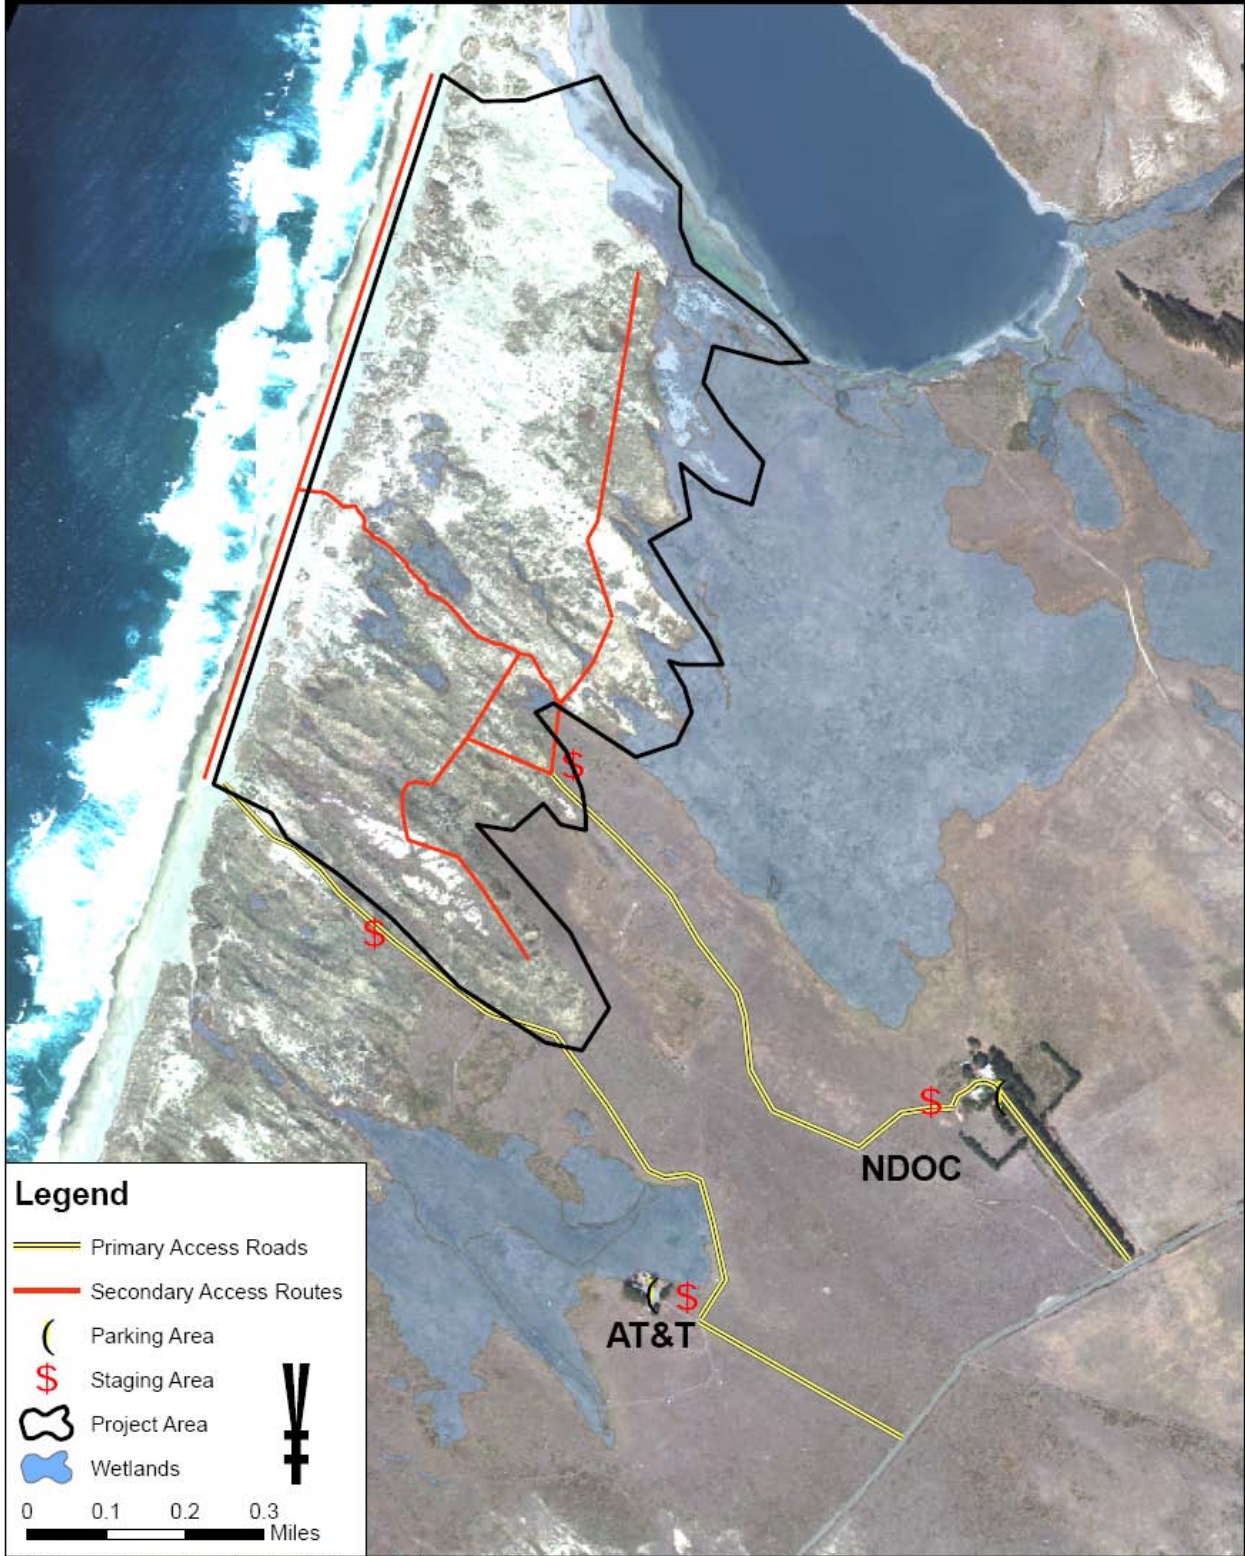 $
$
$
NDOC
$
AT&T
Legend
Primary Access Roads
Secondary Access Routes
( Parking Area
$ Staging Area
Project Area
Wetlands
0 0.1 0.2 0.3
Miles